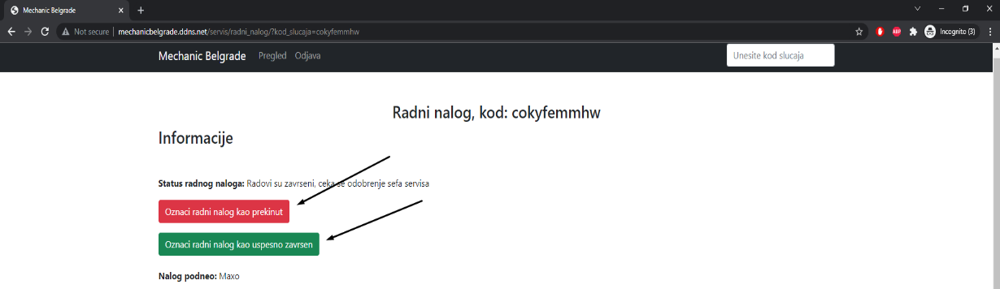 Mechanic Belgrade
Not secure | mechanicbelgrade.ddns.net/servis/radni_nalog/?kod_slucaja=cokyfemmhw
ABP
Incognito (3)
Mechanic Belgrade Pregled Odjava Unesite kod slucaja
Radni nalog, kod: cokyfemmhw
Informacije
Status radnog naloga: Radovi su zavrseni, ceka se odobrenje sefa servisa
Oznaci radni nalog kao prekinut
Oznaci radni nalog kao uspesno zavrsen
Nalog podneo: Maxo